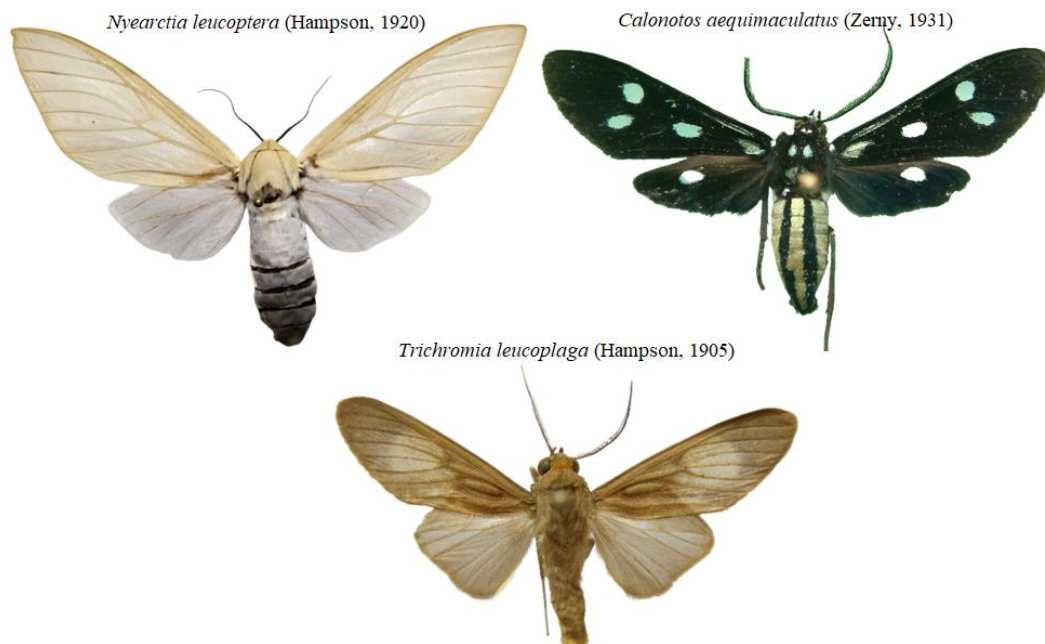 Nyearctia leucoptera (Hampson, 1920)
Calonotos aequimaculatus (Zerny, 1931)
Trichromia leucoplaga (Hampson, 1905)